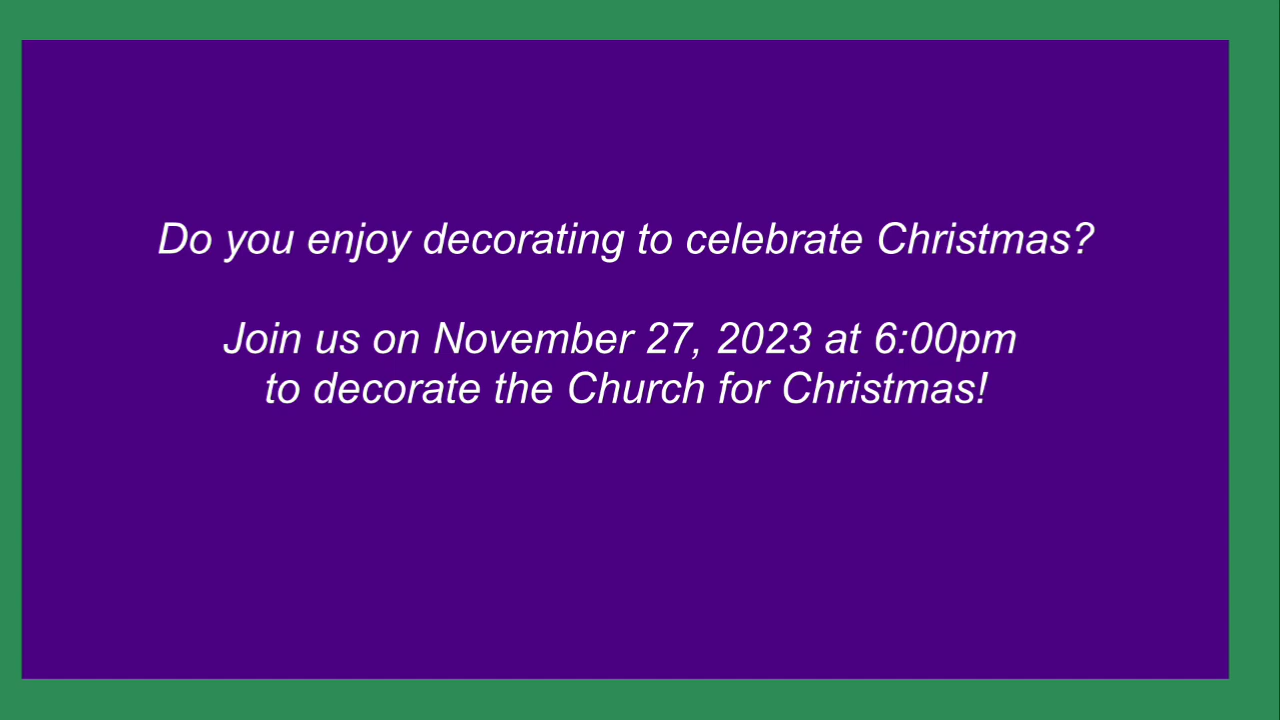 Do you enjoy decorating to celebrate Christmas?
Join us on November 27, 2023 at 6:00pm
to decorate the Church for Christmas!